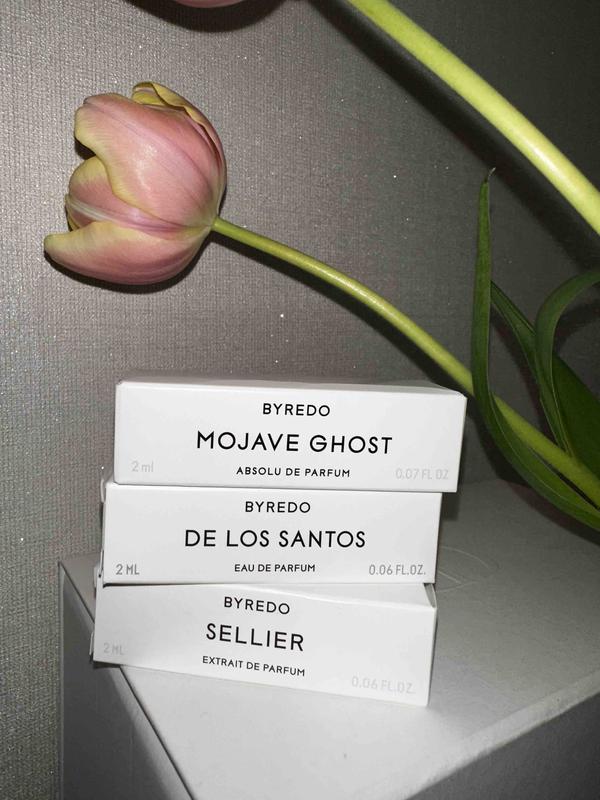 BYREDO
MOJAVE GHOST
2 ml ABSOLU DE PARFUM 0.07 FL OZ
BYREDO
DE LOS SANTOS
2 ML EAU DE PARFUM 0.06 FL.OZ.
BYREDO
SELLIER
2 ML EXTRAIT DE PARFUM 0.06 FL.OZ.